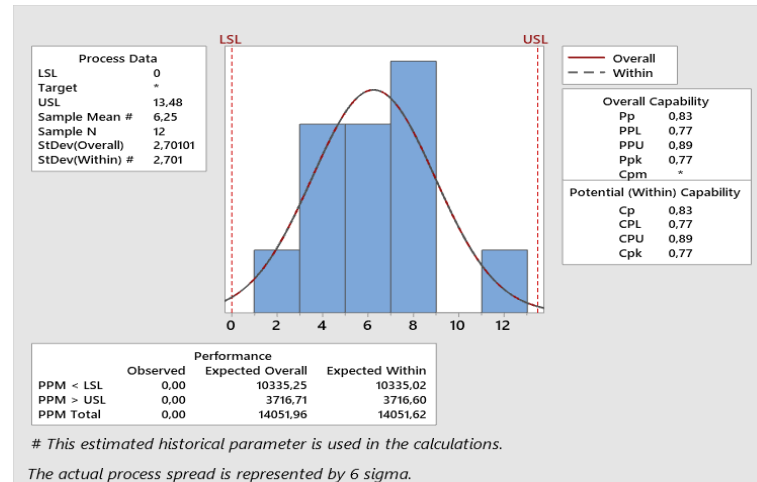 LSL USL
Process Data
LSL 0
Target *
USL 13,48
Sample Mean # 6,25
Sample N 12
StDev(Overall) 2,70101
StDev(Within) # 2,701
Overall
Within
Overall Capability
Pp 0,83
PPL 0,77
PPU 0,89
Ppk 0,77
Cpm *
Potential (Within) Capability
Cp 0,83
CPL 0,77
CPU 0,89
Cpk 0,77
0 2 4 6 8 10 12
Performance
Observed Expected Overall Expected Within
PPM < LSL 0,00 10335,25 10335,02
PPM > USL 0,00 3716,71 3716,60
PPM Total 0,00 14051,96 14051,62
# This estimated historical parameter is used in the calculations.
The actual process spread is represented by 6 sigma.